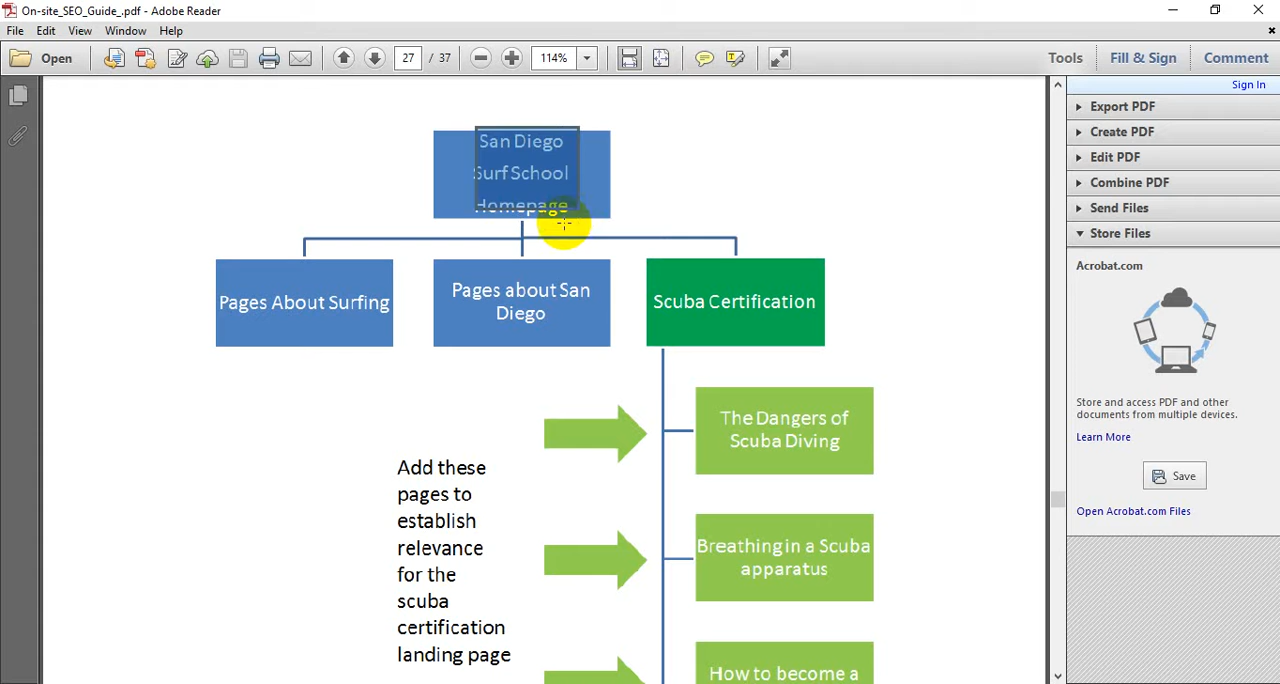 On-site_SEO_Guide_.pdf - Adobe Reader
File Edit View Window Help
Open 27 / 37 114% Tools Fill & Sign Comment
Sign In
Export PDF
Create PDF
Edit PDF
Combine PDF
Send Files
Store Files
Acrobat.com
Store and access PDF and other
documents from multiple devices.
Learn More
Save
Open Acrobat.com Files
San Diego
Surf School
Homepage
Pages About Surfing
Pages about San
Diego
Scuba Certification
The Dangers of
Scuba Diving
Breathing in a Scuba
apparatus
How to become a
Add these
pages to
establish
relevance
for the
scuba
certification
landing page